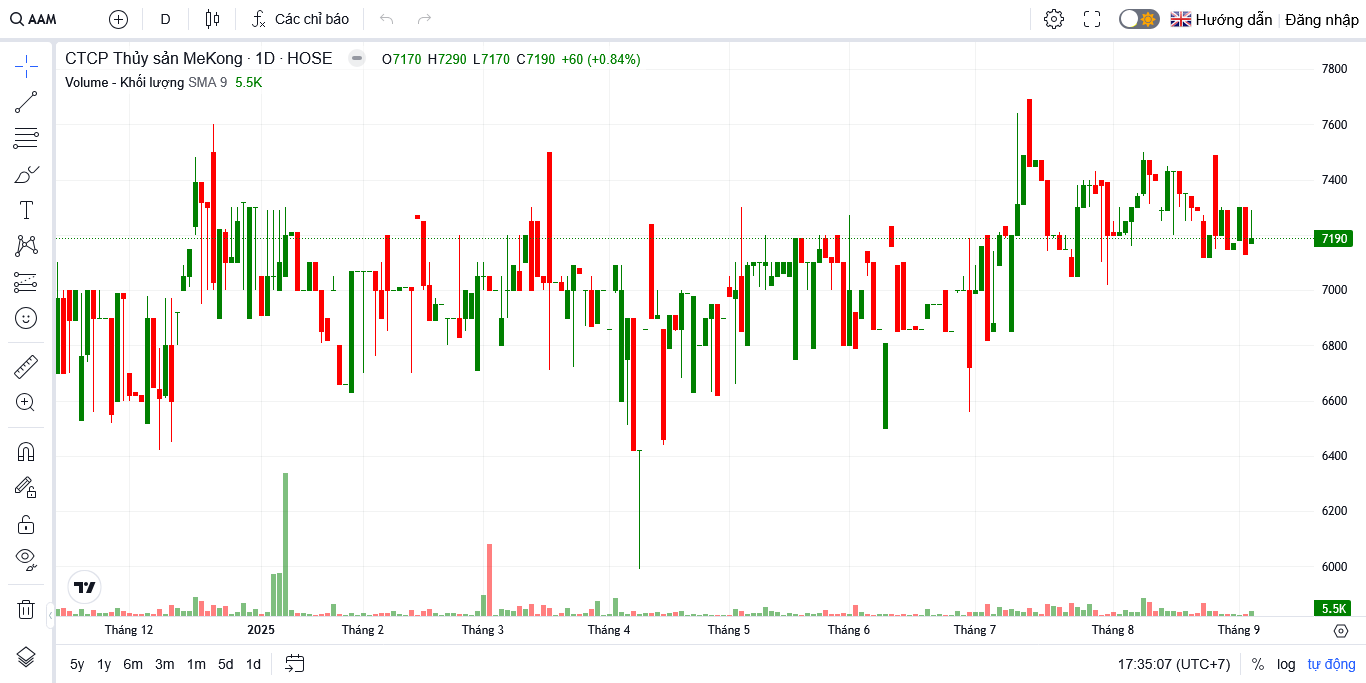 AAM D Các chỉ báo Hướng dẫn Đăng nhập
CTCP Thủy sản MeKong · 1D · HOSE O7170 H7290 L7170 C7190 +60 (+0.84%)
Volume - Khối lượng SMA 9 5.5K
7800
7600
7400
7190
7000
6800
6600
6400
6200
6000
5.5K
Tháng 12 2025 Tháng 2 Tháng 3 Tháng 4 Tháng 5 Tháng 6 Tháng 7 Tháng 8 Tháng 9
5y 1y 6m 3m 1m 5d 1d 17:35:07 (UTC+7) % log tự động